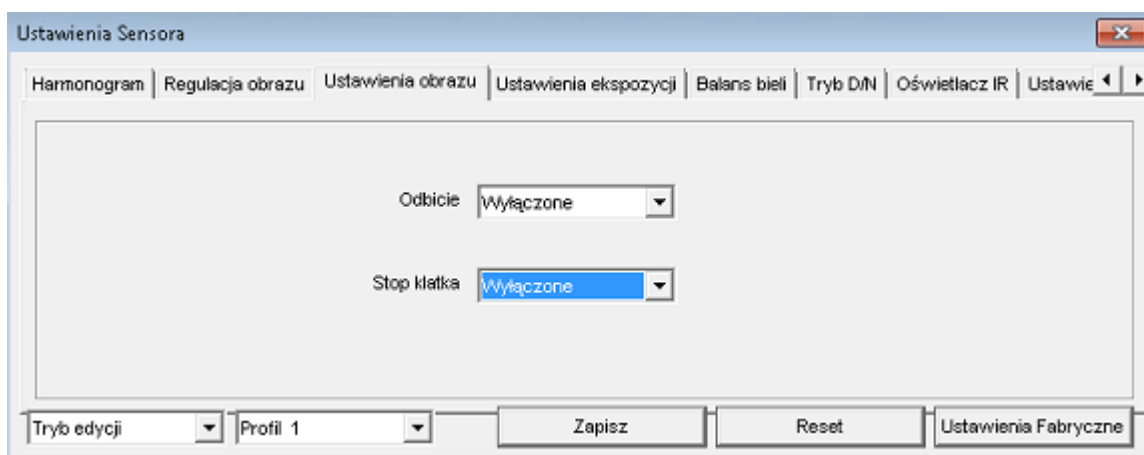 Ustawienia Sensora
Harmonogram Regulacja obrazu Ustawienia obrazu Ustawienia ekspozycji Balans bieli Tryb D/N Oświetlacz IR Ustawie
Odbicie Wyłączone
Stop klatka Wyłączone
Tryb edycji Profil 1 Zapisz Reset Ustawienia Fabryczne